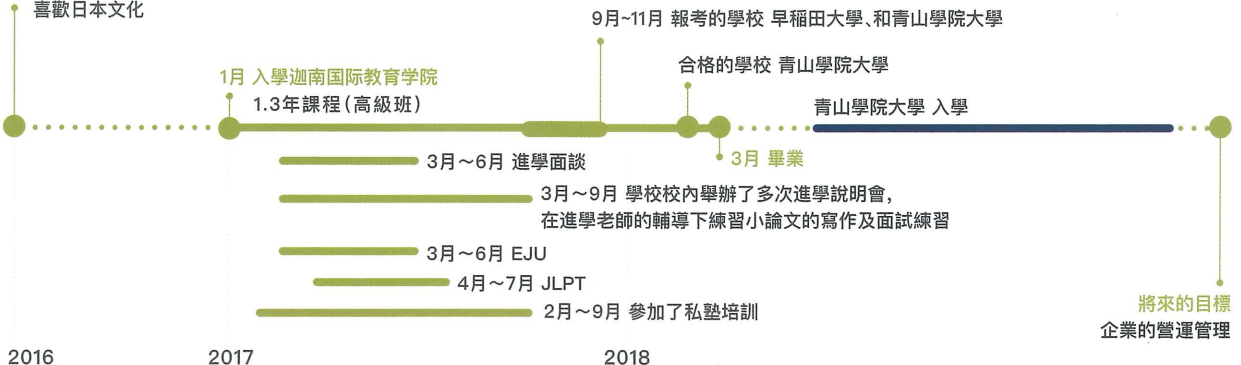 喜歡日本文化
9月~11月 報考的學校 早稲田大學、和青山學院大學
合格的學校 青山學院大學
1月 入學迦南国际教育学院
1.3年課程(高級班)
青山學院大學 入學
3月 畢業
3月～6月 進學面談
3月～9月 學校校內舉辦了多次進學說明會，
在進學老師的輔導下練習小論文的寫作及面試練習
3月～6月 EJU
4月～7月 JLPT
2月～9月 參加了私塾培訓
將來的目標
企業的營運管理
2016
2017
2018